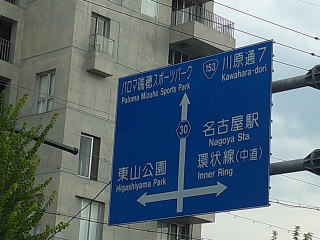 パロマ瑞穂スポーツパーク
Paloma Mizuho Sports Park
153 川原通7
Kawahara-dori
30
名古屋駅
Nagoya Sta.
環状線(中道)
Inner Ring
東山公園
Higashiyama Park